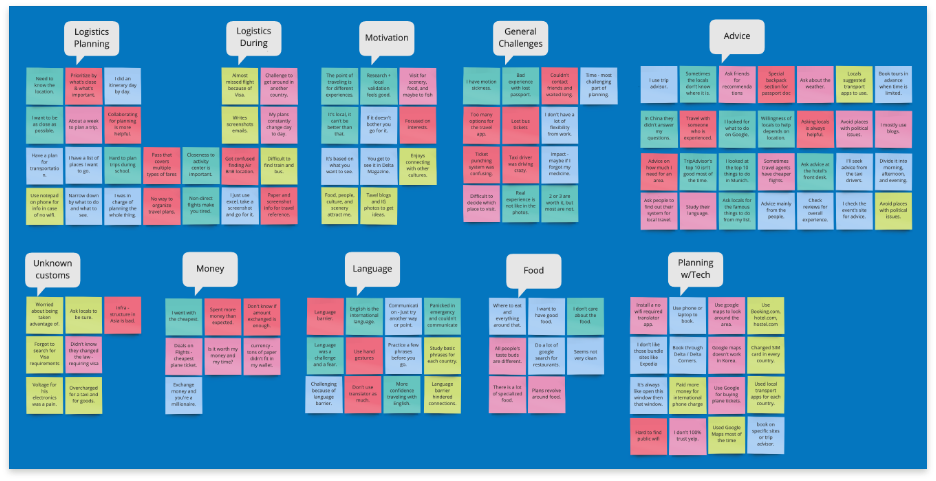 Logistics
Planning
Logistics
During
Motivation
General
Challenges
Advice
Need to
know the
location.
Prioritize by
what's close
& what's
important.
I did an
itinerary day
by day.
Almost
missed flight
because of
Visa.
Challenge to
get around in
another
country.
The point of
traveling is
for different
experiences.
Research +
local
validation
feels good.
Visit for
scenery,
food, and
maybe to fish
I have motion
sickness.
Bad
experience
with lost
passport.
Couldn't
contact
friends and
waited long
Time - most
challenging
part of
planning
I use trip
advisor.
Sometimes
the locals
don't know
where it is.
Ask friends
for
recommenda
tions
Special
backpack
section for
passport doc
Ask about the
weather.
Locals
suggested
transport
apps to use.
Book tours in
advance
when time is
limited.
I want to be
as close as
possible.
About a week
to plan a trip.
Collaborating
for planning
is more
helpful.
Writes
screenshots
emails.
My plans
constantly
change day
to day.
It's local, it
can't be
better than
that.
If it doesn't
bother you
go for it.
Focused on
interests.
Too many
options for
the travel
app.
Lost bus
ticket.
I don't have a
lot of
flexibility
from work.
In China they
didn't answer
my
questions
Travel with
someone
who is
experienced
I looked for
what to do
on Google.
Willingness of
locals to help
depends on
location.
Asking locals
is always
helpful.
Avoid places
with political
issues.
I mostly use
blogs.
Have a plan
for
transportatio
n.
I have a list of
places I want
to go.
Hard to plan
trips during
school.
Pass that
covers
multiple
types of fares
Closeness to
activity
center is
important.
Got confused
finding our
Difficult to
find train and
bus.
It's based on
what you
want to see.
You get to
see it in Delta
Magazine.
Enjoys
connecting
with other
cultures.
Ticket
punching
system was
confusing.
Taxi driver
was driving
crazy.
Impact -
maybe if I
forget my
medicine.
Advice on
how much I
need for an
area.
TripAdvisor's
top 10 isn't
good most of
the time
I looked at
the top 10
things to do
in Munich.
Sometimes
travel agents
have cheaper
flights.
Ask advice at
the hotel's
front desk.
I'll seek
advice from
the taxi
drivers.
Divide it into
morning,
afternoon,
and evening.
Use notepad
on phone for
info in case of
no wifi.
Narrow down
by what to do
and what to
see.
I was in
charge of
planning the
whole thing.
No way to
organize
travel plans.
Non direct
flights make
you tired.
I just use
excel, take a
screenshot
and go for it.
Paper and
screenshot
info for travel
reference.
Food, people,
culture, and
scenery
attract me.
Travel blogs
and IG
photos to get
ideas.
Difficult to
decide which
place to visit.
Real
experience is
not like in the
photos.
2 or 3 are
worth it, but
most are not.
Ask people to
find out their
system for
local travel.
Study their
language.
Ask locals for
the famous
things to do
from my list.
Advice mainly
from the
people.
Check
reviews for
overall
experience.
I check the
events site
for advice.
Avoid places
with political
issues.
Unknown
customs
Money
Language
Food
Planning
w/Tech
Worried
about being
taken
advantage of.
Ask locals to
be sure.
Infra -
structure in
Visa is bad.
I went with
the cheapest.
Spent more
money than
expected.
Don't know if
amount
exchanged is
enough.
Language
barrier.
English is the
international
language.
Communicati
on - just try
another way
or point.
Panicked in
emergency
and couldn't
communicate
Where to eat
and
everything
around that.
I want to
have good
food.
I don't care
about the
food.
Install a no
wifi required
translator
app.
Use phone or
laptop to
book.
Use google
maps to look
around the
area.
Use
Booking.com,
hotel.com,
hostel.com
Forgot to
search for
Visa
requirements
Didn't know
they changed
the law -
requiring visa
Deals on
Flights -
cheapest
plane ticket.
Is it worth my
money and
my time?
currency -
tons of paper
didn't fit in
my wallet.
Language
was a
challenge
and a fear.
Use hand
gestures
Practice a few
phrases
before you
go.
Study basic
phrases for
each country.
All people's
taste buds
are different.
Do a lot of
google
search for
restaurants.
Seems not
very clean
I don't like
those bundle
sites like
Expedia
Book through
Delta / Delta
Comers.
Google maps
doesn't work
in Korea.
Changed SIM
card in every
country.
Voltage for
his
electronics
was a pain.
Overcharged
for a taxi and
for goods.
Exchange
money and
you're a
millionaire.
Challenging
because of
language
barrier.
Don't use
translator as
much.
More
confidence
traveling with
English.
Language
barrier
hindered
connections.
There is a lot
of specialized
food.
Plans revolve
around food.
It's always
like open this
window then
that window.
Paid more
money for
international
phone charge
Use Google
for buying
plane tickets.
Used local
transport
apps for each
country.
Hard to find
public wifi
I don't 100%
trust yelp.
Used Google
Maps most of
the time
book on
specific sites
or trip
advisor.